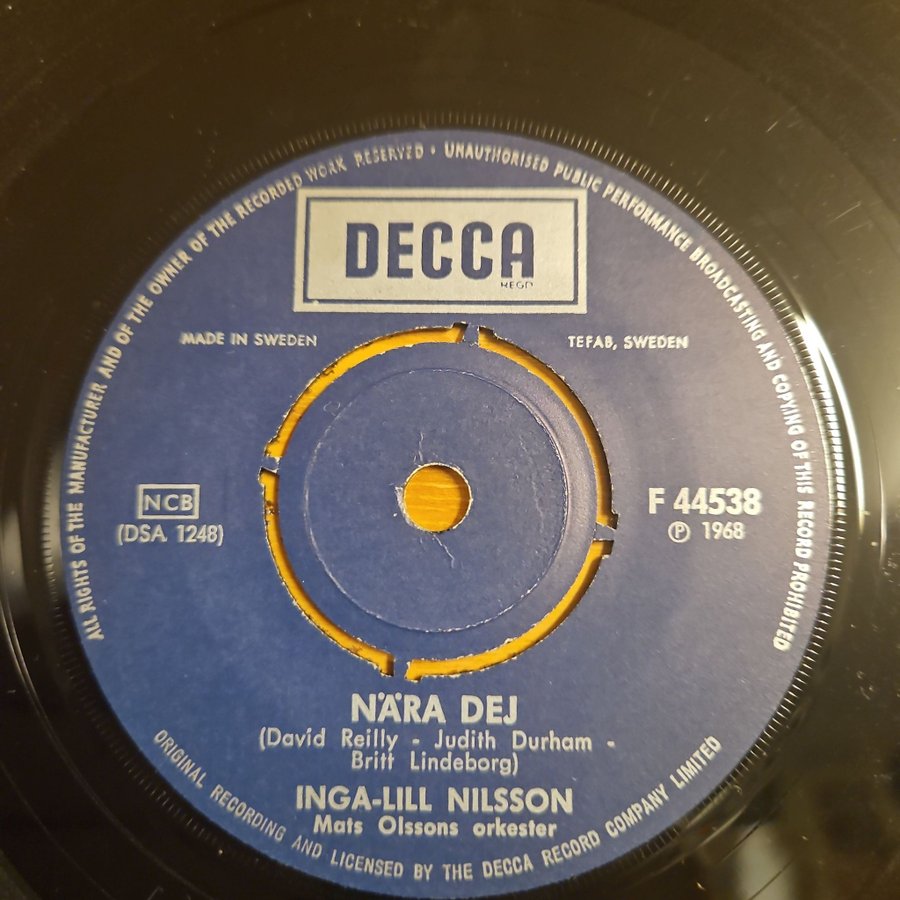 ALL RIGHTS OF THE MANUFACTURER AND OF THE OWNER OF THE RECORDED WORK RESERVED • UNAUTHORISED PUBLIC PERFORMANCE BROADCASTING AND COPYING OF THIS RECORD PROHIBITED
DECCA
REGD
MADE IN SWEDEN
TEFAB, SWEDEN
NCB
(DSA 1248)
F 44538
℗ 1968
NÄRA DEJ
(David Reilly - Judith Durham -
Britt Lindeborg)
INGA-LILL NILSSON
Mats Olssons orkester
ORIGINAL RECORDING AND LICENSED BY THE DECCA RECORD COMPANY LIMITED